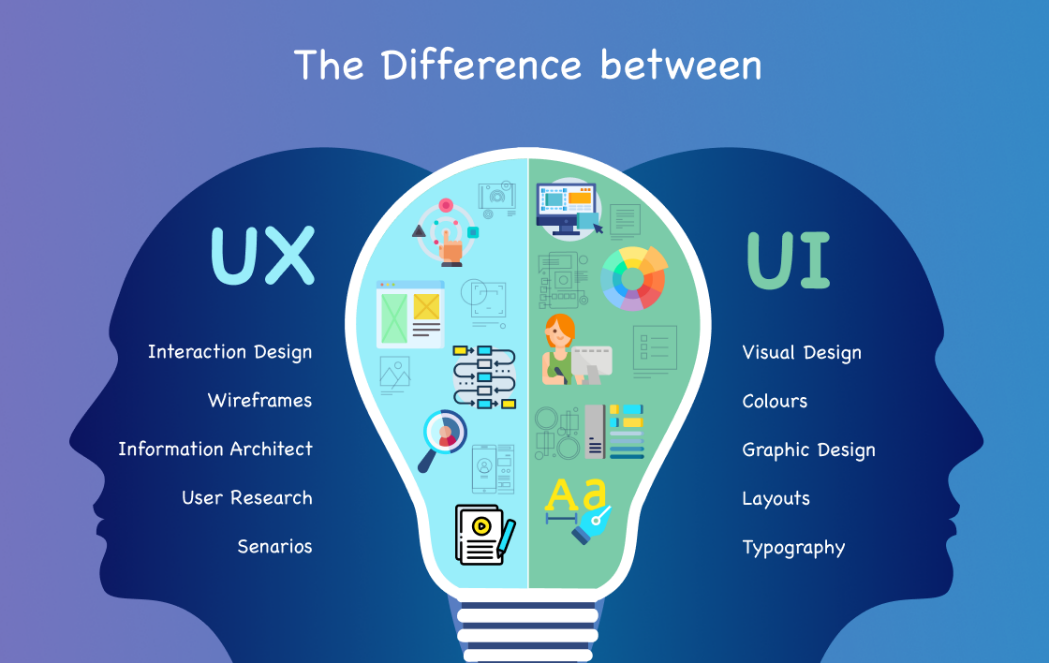 The Difference between
UX
Interaction Design
Wireframes
Information Architect
User Research
Senarios
Aa
UI
Visual Design
Colours
Graphic Design
Layouts
Typography